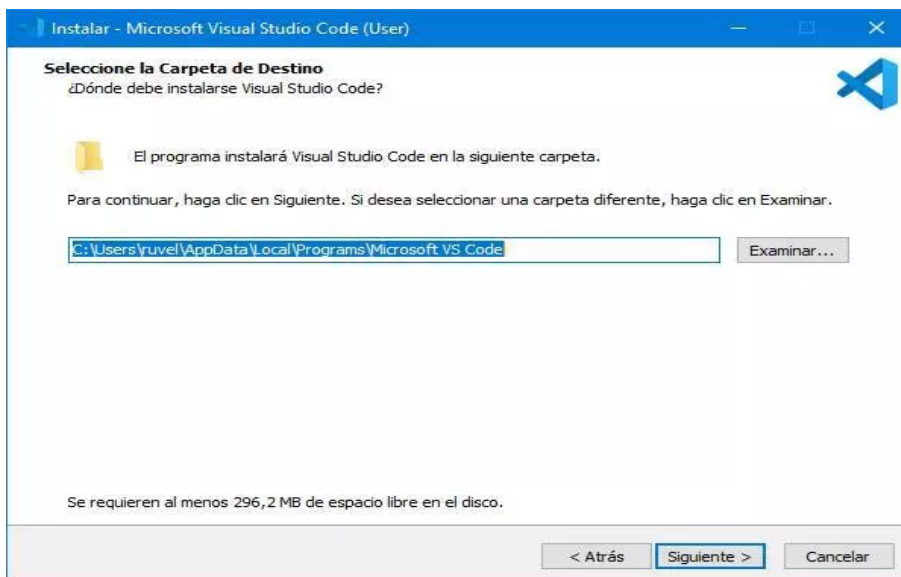 Instalar - Microsoft Visual Studio Code (User)
Seleccione la Carpeta de Destino
¿Dónde debe instalarse Visual Studio Code?
El programa instalará Visual Studio Code en la siguiente carpeta.
Para continuar, haga clic en Siguiente. Si desea seleccionar una carpeta diferente, haga clic en Examinar.
C:\Users\ruvel\AppData\Local\Programs\Microsoft VS Code
Examinar...
Se requieren al menos 296,2 MB de espacio libre en el disco.
< Atrás Siguiente > Cancelar